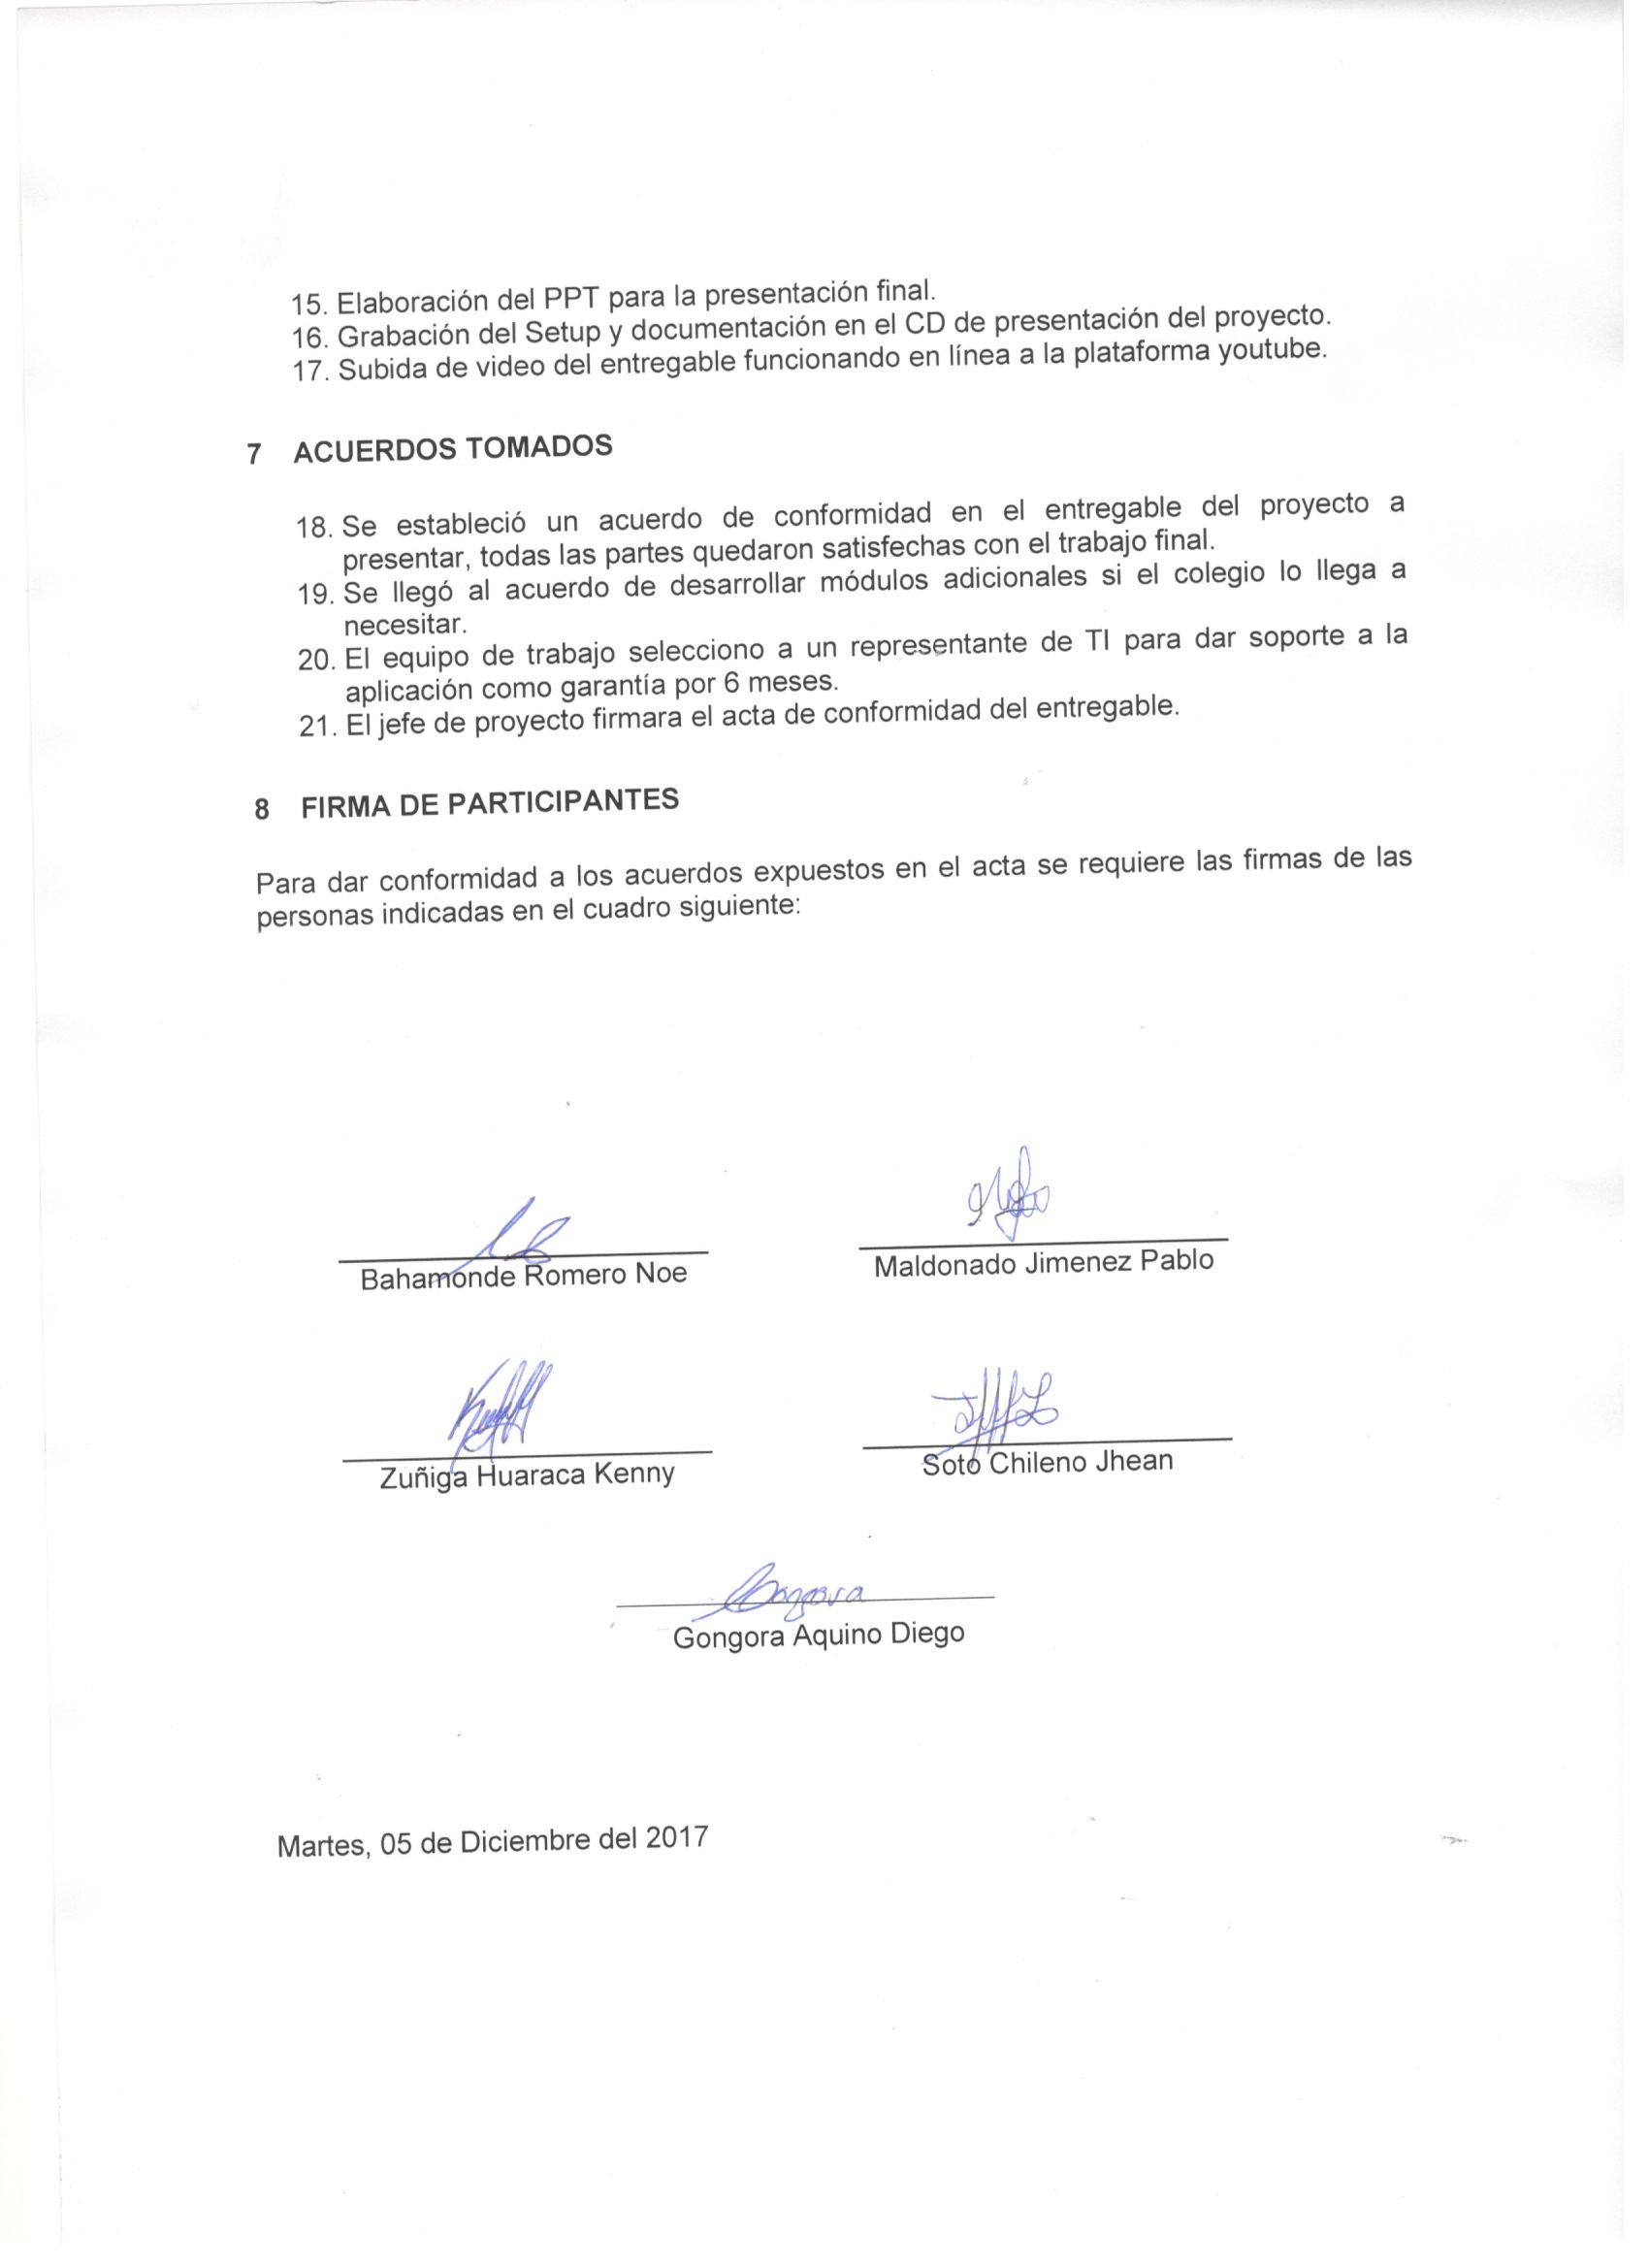 15. Elaboración del PPT para la presentación final.
16. Grabación del Setup y documentación en el CD de presentación del proyecto.
17. Subida de video del entregable funcionando en línea a la plataforma youtube.
7 ACUERDOS TOMADOS
18. Se estableció un acuerdo de conformidad en el entregable del proyecto a
presentar, todas las partes quedaron satisfechas con el trabajo final.
19. Se llegó al acuerdo de desarrollar módulos adicionales si el colegio lo llega a
necesitar.
20. El equipo de trabajo selecciono a un representante de TI para dar soporte a la
aplicación como garantía por 6 meses.
21. El jefe de proyecto firmara el acta de conformidad del entregable.
8 FIRMA DE PARTICIPANTES
Para dar conformidad a los acuerdos expuestos en el acta se requiere las firmas de las
personas indicadas en el cuadro siguiente:
Bahamonde Romero Noe
Maldonado Jimenez Pablo
Zuñiga Huaraca Kenny
Soto Chileno Jhean
Gongora
Gongora Aquino Diego
Martes, 05 de Diciembre del 2017